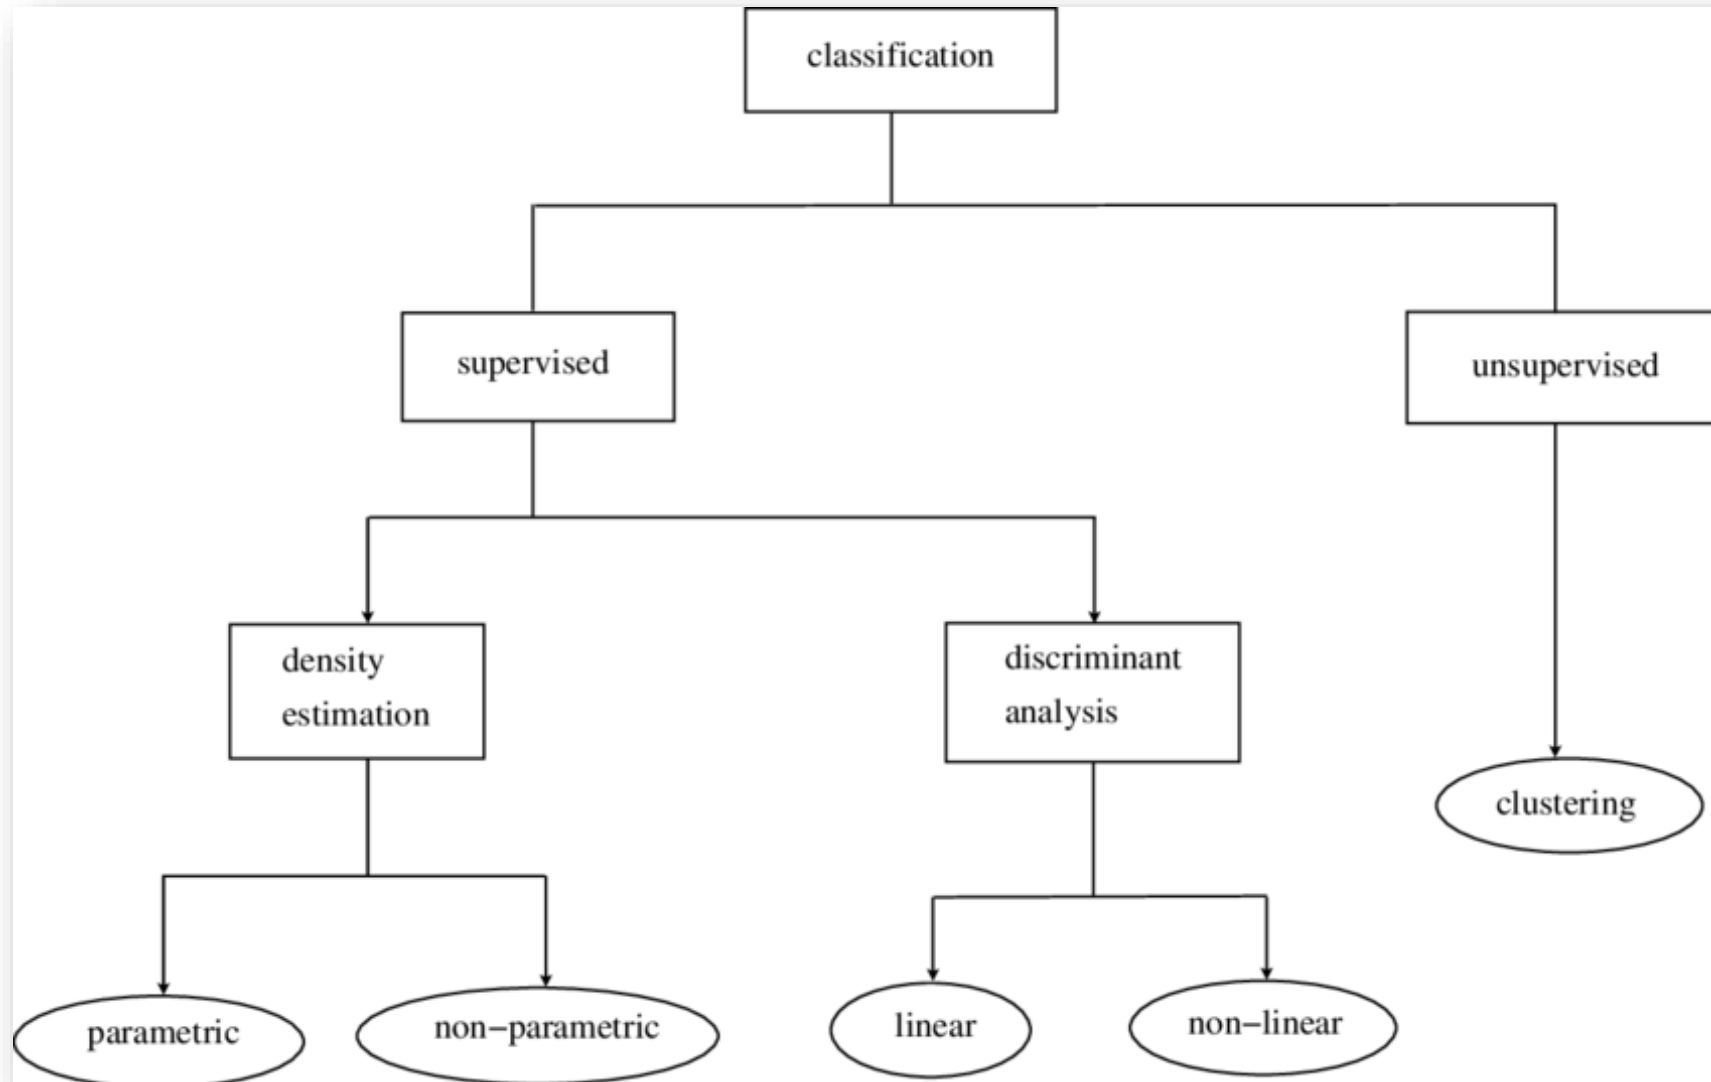 classification
supervised
unsupervised
density
estimation
discriminant
analysis
clustering
parametric
non−parametric
linear
non−linear